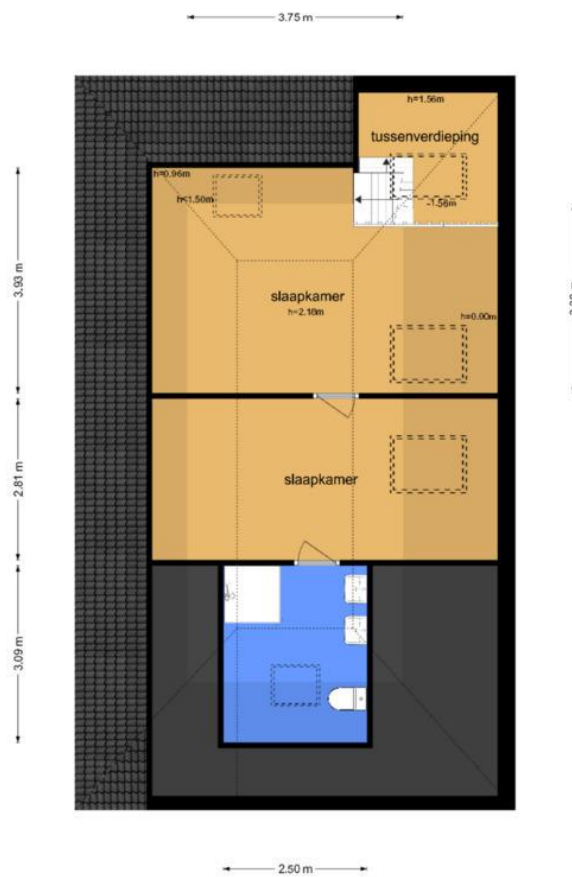 3.75 m
h=1.56m
tussenverdieping
h=0.96m
h<1.50m
-1.56m
3.93 m
slaapkamer
h=2.18m
h=0.90m
2.81 m
slaapkamer
3.09 m
2.50 m